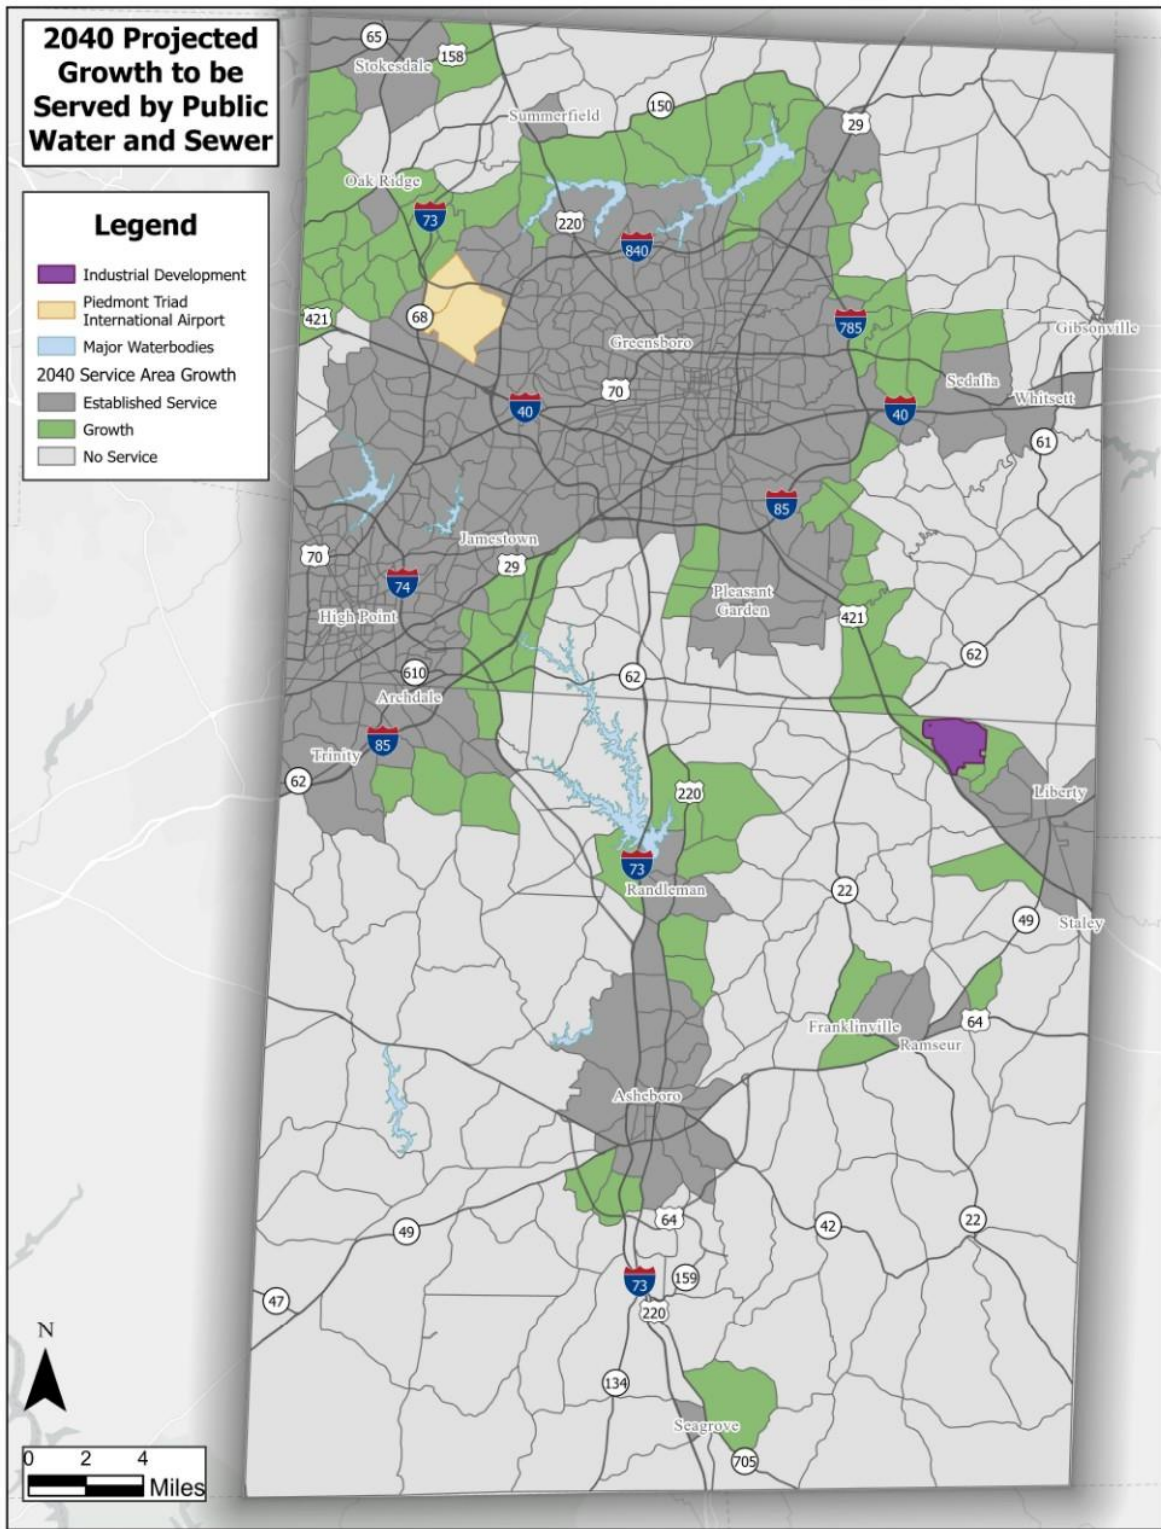 2040 Projected
Growth to be
Served by Public
Water and Sewer
Legend
Industrial Development
Piedmont Triad
International Airport
Major Waterbodies
2040 Service Area Growth
Established Service
Growth
No Service
65
Stokesdale
158
Summerfield
150
29
Oak Ridge
73
220
840
421
68
785
Greensboro
Gibsonville
70
Sedalia
40
Whitsett
40
61
85
Jamestown
70
29
74
Pleasant
Garden
High Point
421
62
610
62
Archdale
85
Trinity
62
220
Liberty
73
Randleman
22
49
Staley
Franklinville
64
Ramseur
Asheboro
64
49
42
22
73
159
47
220
134
Seagrove
705
N
0 2 4
Miles